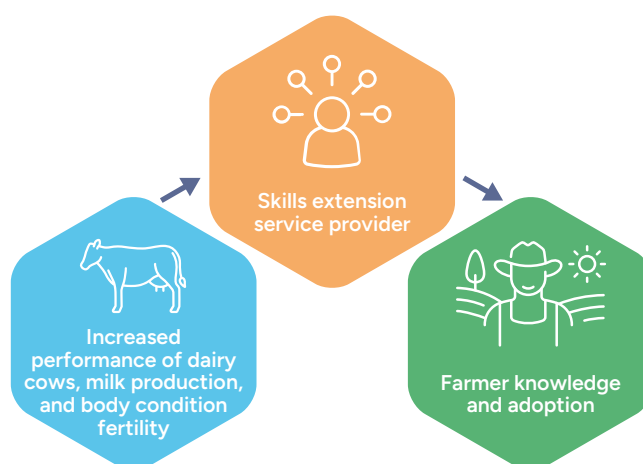 Skills extension
service provider
Increased
performance of dairy
cows, milk production,
and body condition
fertility
Farmer knowledge
and adoption